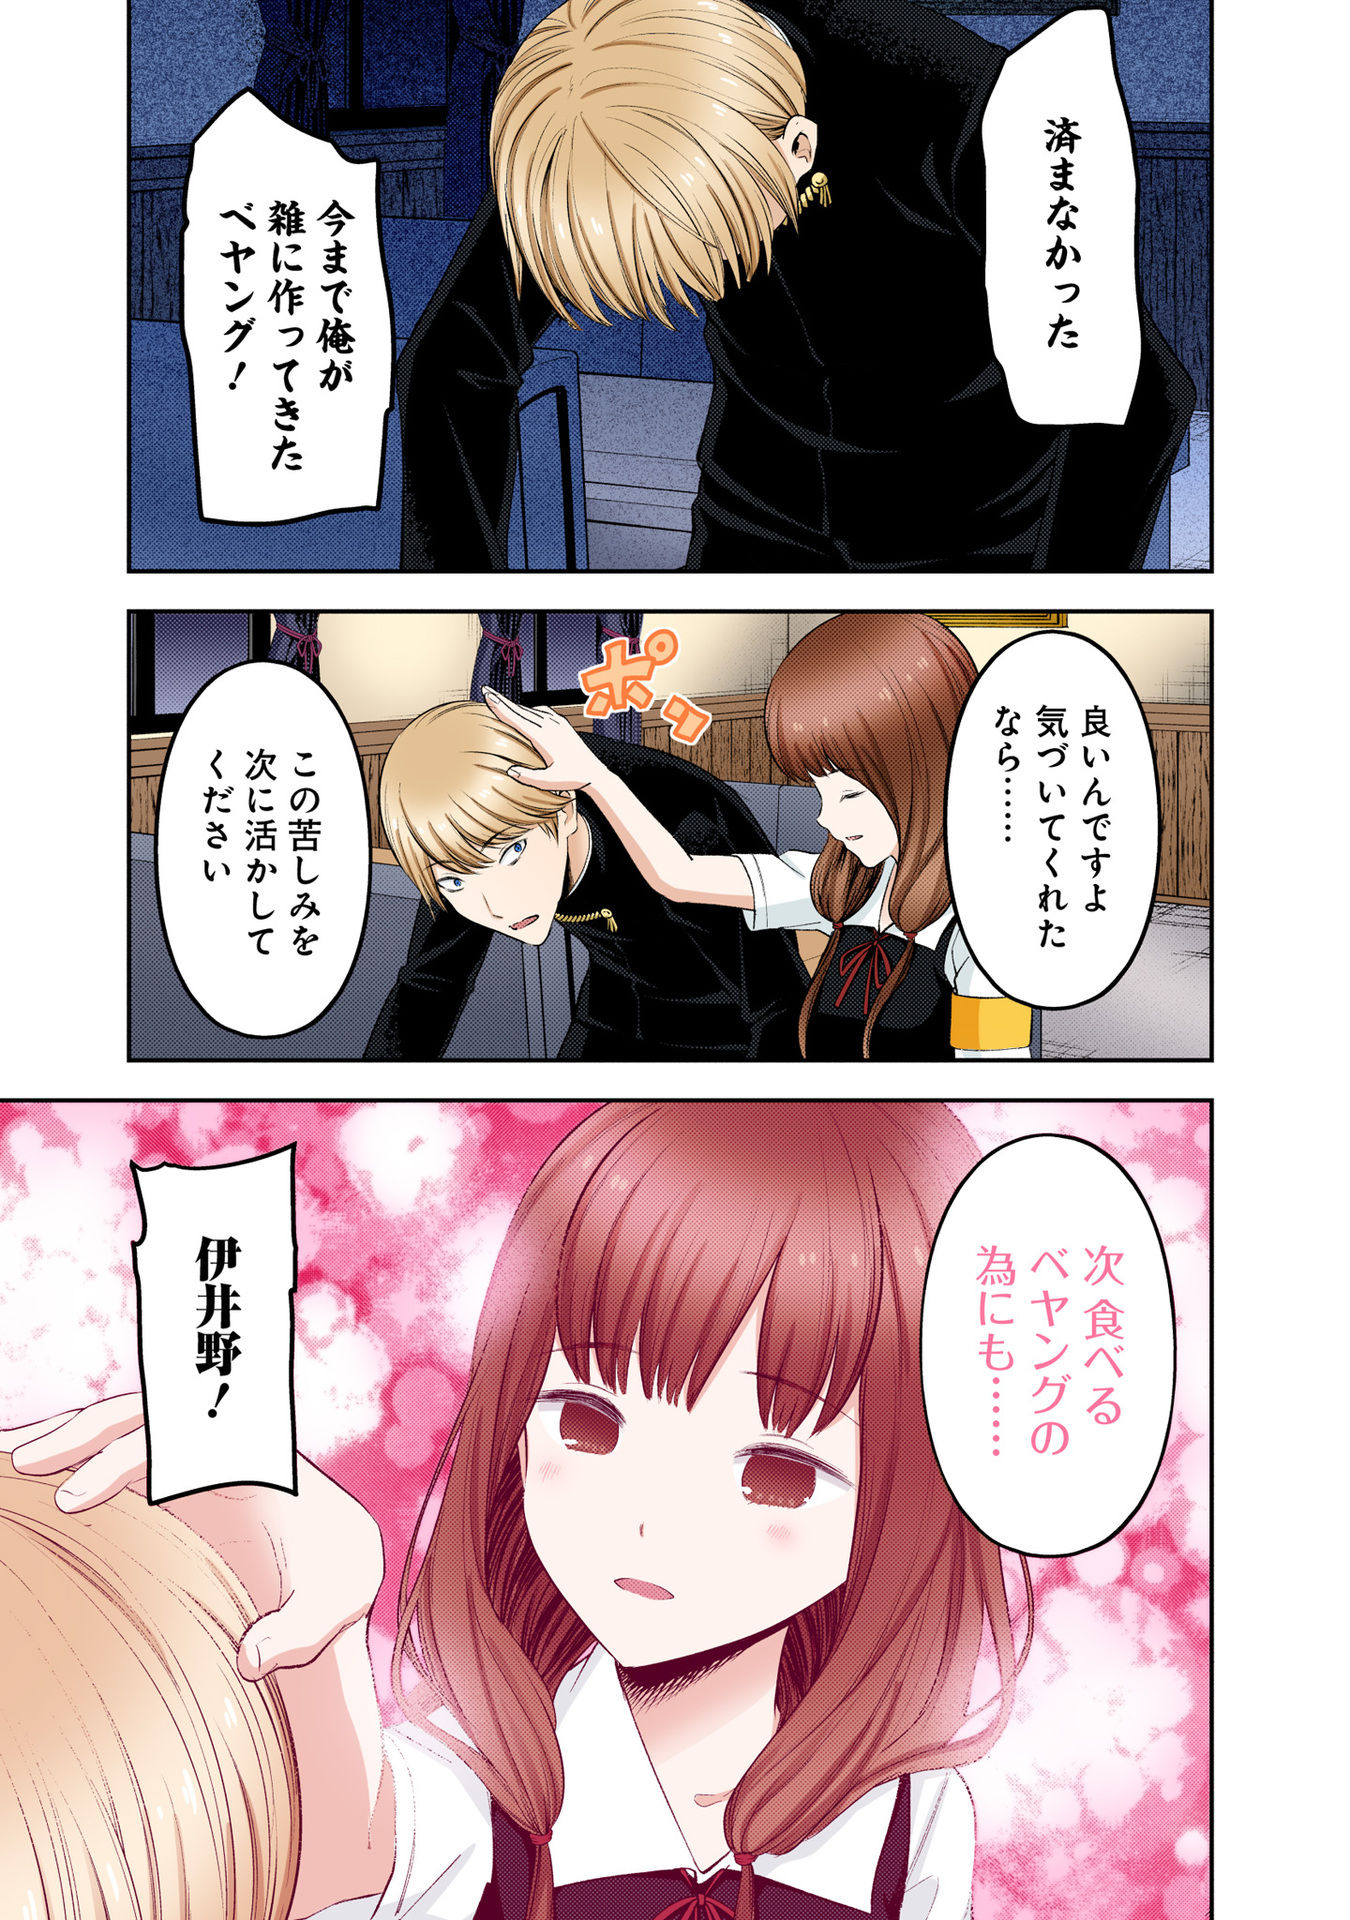 済まなかった
今まで俺が
雑に作ってきた
ベヤング！
良いんですよ
気づいてくれた
なら……
ポンッ
この苦しみを
次に活かして
ください
次食べる
ベヤングの
為にも……
伊井野！